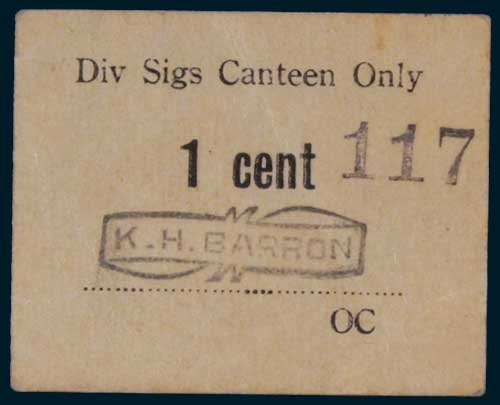 Div Sigs Canteen Only
1 cent 117
K.H. BARRON
OC